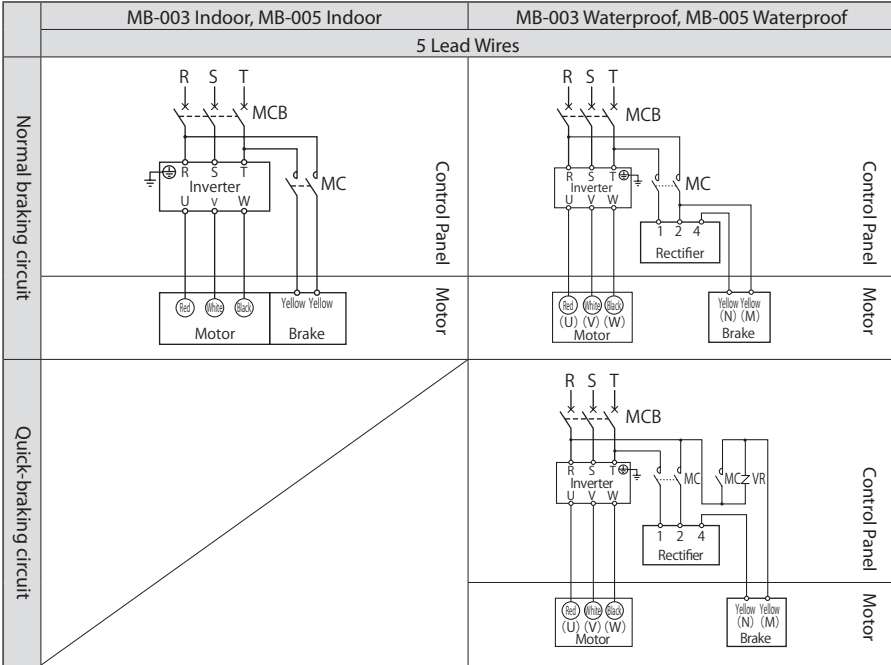 MB-003 Indoor, MB-005 Indoor
MB-003 Waterproof, MB-005 Waterproof
5 Lead Wires
Normal braking circuit
R S T
MCB
R S T
Inverter
U V W
MC
Control Panel
Red White Black
Yellow Yellow
Motor
Brake
Motor
R S T
MCB
R S T
Inverter
U V W
MC
1 2 4
Rectifier
Control Panel
Red White Black
(U) (V) (W)
Motor
Yellow Yellow
(N) (M)
Brake
Motor
Quick-braking circuit
R S T
MCB
R S T
Inverter
U V W
MC
MC
VR
1 2 4
Rectifier
Control Panel
Red White Black
(U) (V) (W)
Motor
Yellow Yellow
(N) (M)
Brake
Motor